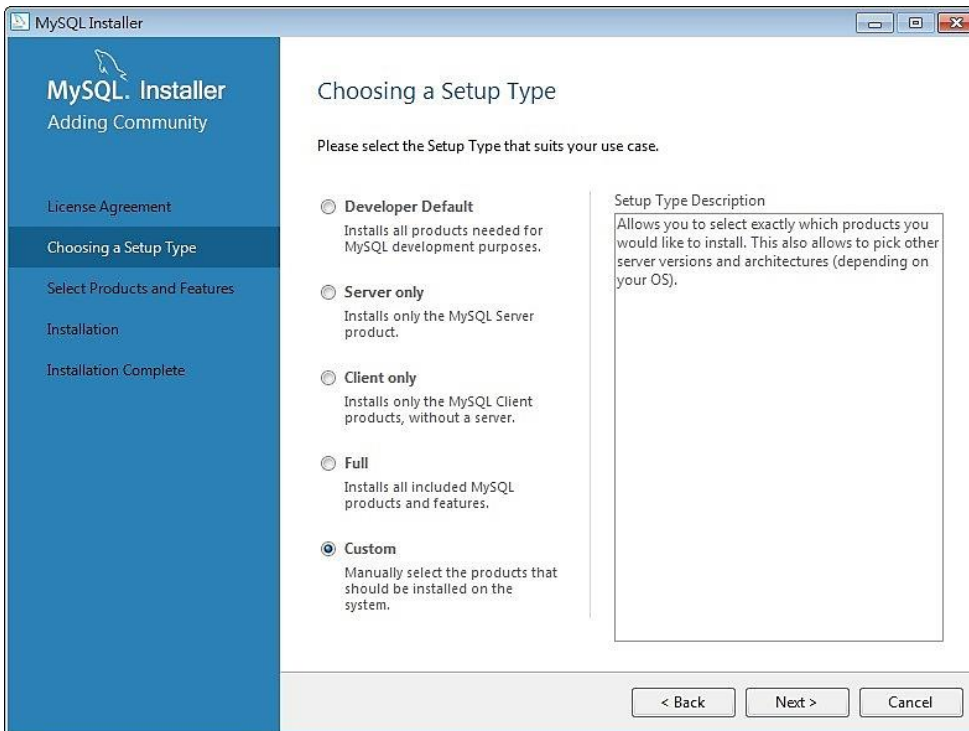 MySQL Installer
MySQL. Installer
Adding Community
License Agreement
Choosing a Setup Type
Select Products and Features
Installation
Installation Complete
Choosing a Setup Type
Please select the Setup Type that suits your use case.
Developer Default
Installs all products needed for
MySQL development purposes.
Server only
Installs only the MySQL Server
product.
Client only
Installs only the MySQL Client
products, without a server.
Full
Installs all included MySQL
products and features.
Custom
Manually select the products that
should be installed on the
system.
Setup Type Description
Allows you to select exactly which products you
would like to install. This also allows to pick other
server versions and architectures (depending on
your OS).
< Back
Next >
Cancel